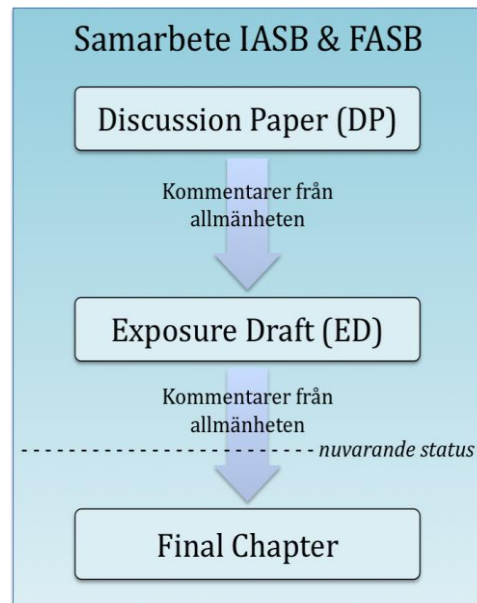 Samarbete IASB & FASB
Discussion Paper (DP)
Kommentarer från
allmänheten
Exposure Draft (ED)
Kommentarer från
allmänheten
nuvarande status
Final Chapter